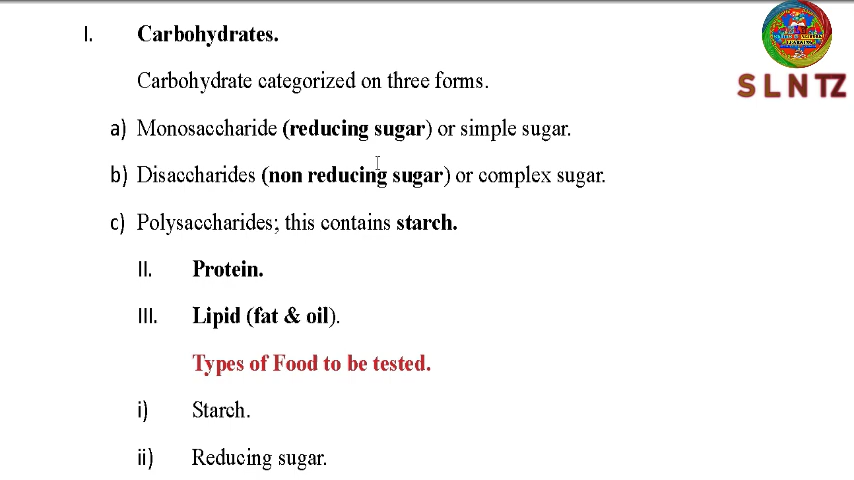 I. Carbohydrates.
SLNTZ
Carbohydrate categorized on three forms.
a) Monosaccharide (reducing sugar) or simple sugar.
b) Disaccharides (non reducing sugar) or complex sugar.
c) Polysaccharides; this contains starch.
II. Protein.
III. Lipid (fat & oil).
Types of Food to be tested.
i) Starch.
ii) Reducing sugar.